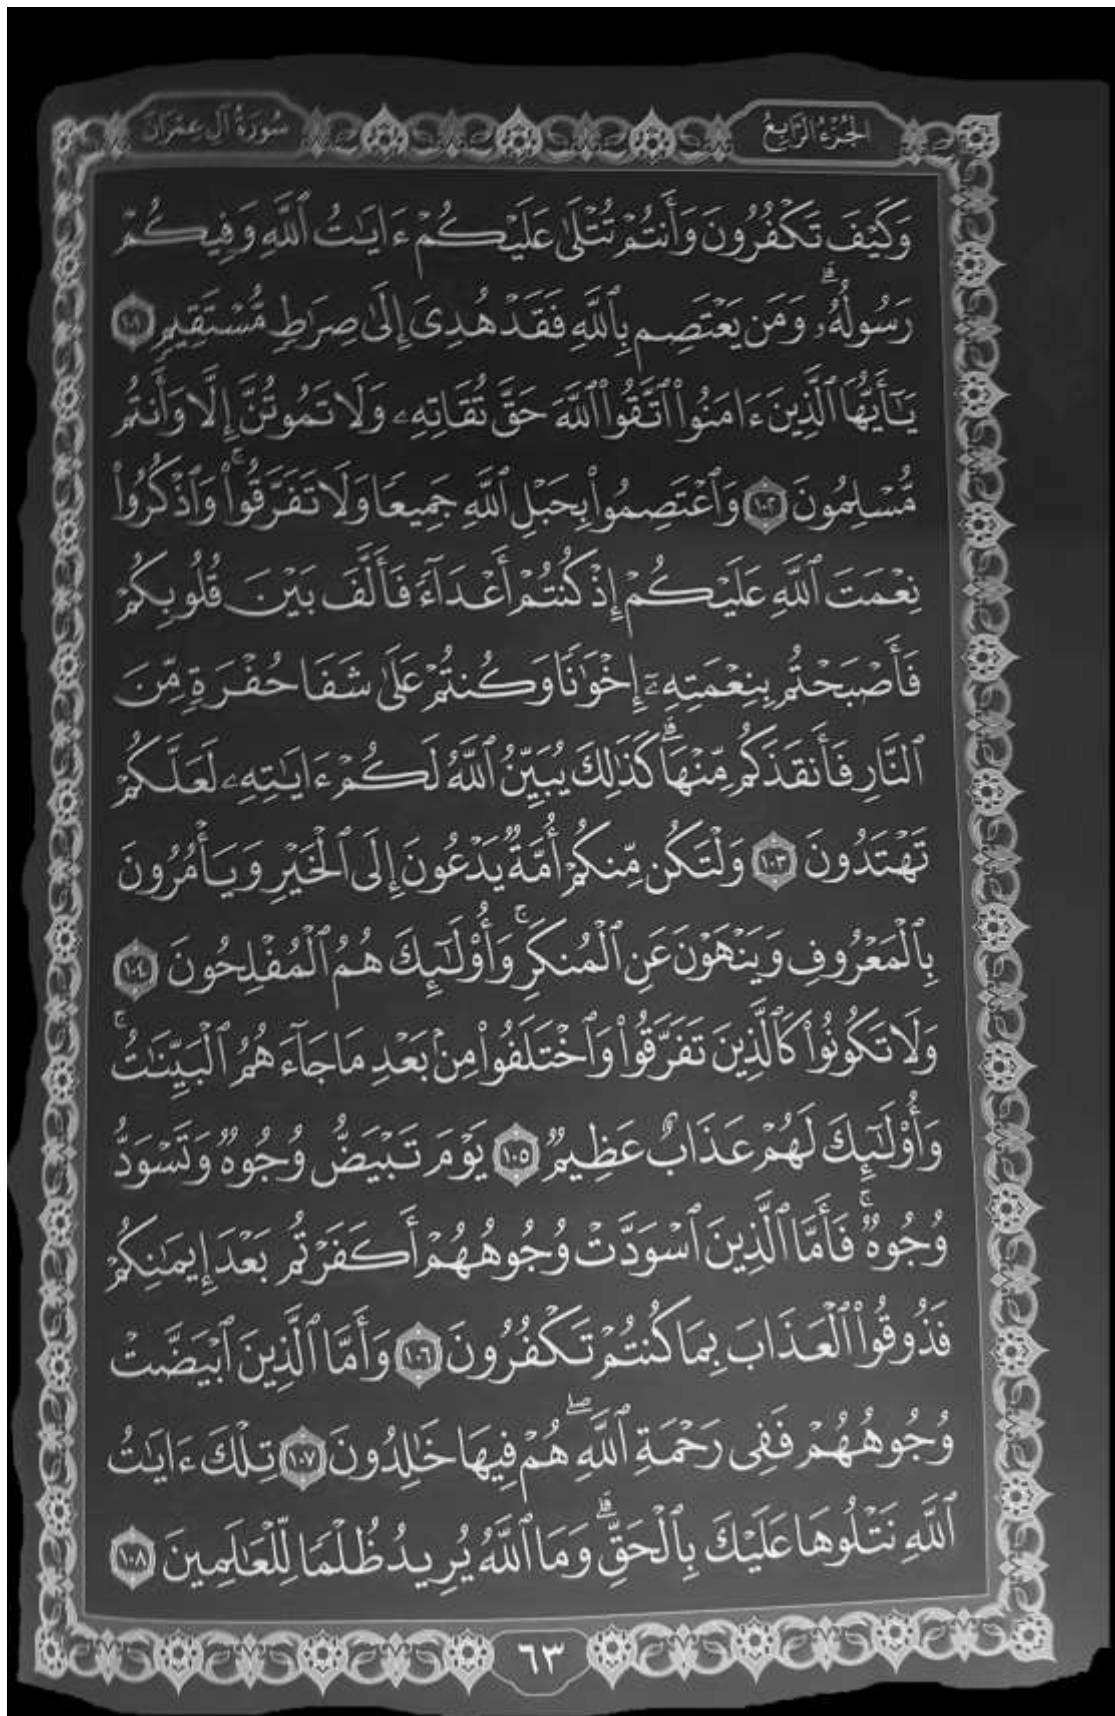 الجُزْءُ الرَّابِعُ
سُورَةُ آلِ عِمْرَانَ
وَكَيْفَ تَكْفُرُونَ وَأَنتُمْ تُتْلَىٰ عَلَيْكُمْ ءَايَٰتُ ٱللَّهِ وَفِيكُمْ
رَسُولُهُۥۗ وَمَن يَعْتَصِم بِٱللَّهِ فَقَدْ هُدِىَ إِلَىٰ صِرَٰطٍ مُّسْتَقِيمٍ ١٠١
يَٰٓأَيُّهَا ٱلَّذِينَ ءَامَنُوا۟ ٱتَّقُوا۟ ٱللَّهَ حَقَّ تُقَاتِهِۦ وَلَا تَمُوتُنَّ إِلَّا وَأَنتُم
مُّسْلِمُونَ ١٠٢ وَٱعْتَصِمُوا۟ بِحَبْلِ ٱللَّهِ جَمِيعًا وَلَا تَفَرَّقُوا۟ۚ وَٱذْكُرُوا۟
نِعْمَتَ ٱللَّهِ عَلَيْكُمْ إِذْ كُنتُمْ أَعْدَآءً فَأَلَّفَ بَيْنَ قُلُوبِكُمْ
فَأَصْبَحْتُم بِنِعْمَتِهِۦٓ إِخْوَٰنًا وَكُنتُمْ عَلَىٰ شَفَا حُفْرَةٍ مِّنَ
ٱلنَّارِ فَأَنقَذَكُم مِّنْهَاۗ كَذَٰلِكَ يُبَيِّنُ ٱللَّهُ لَكُمْ ءَايَٰتِهِۦ لَعَلَّكُمْ
تَهْتَدُونَ ١٠٣ وَلْتَكُن مِّنكُمْ أُمَّةٌ يَدْعُونَ إِلَى ٱلْخَيْرِ وَيَأْمُرُونَ
بِٱلْمَعْرُوفِ وَيَنْهَوْنَ عَنِ ٱلْمُنكَرِۚ وَأُو۟لَٰٓئِكَ هُمُ ٱلْمُفْلِحُونَ ١٠٤
وَلَا تَكُونُوا۟ كَٱلَّذِينَ تَفَرَّقُوا۟ وَٱخْتَلَفُوا۟ مِنۢ بَعْدِ مَا جَآءَهُمُ ٱلْبَيِّنَٰتُۚ
وَأُو۟لَٰٓئِكَ لَهُمْ عَذَابٌ عَظِيمٌ ١٠٥ يَوْمَ تَبْيَضُّ وُجُوهٌ وَتَسْوَدُّ
وُجُوهٌۚ فَأَمَّا ٱلَّذِينَ ٱسْوَدَّتْ وُجُوهُهُمْ أَكَفَرْتُم بَعْدَ إِيمَٰنِكُمْ
فَذُوقُوا۟ ٱلْعَذَابَ بِمَا كُنتُمْ تَكْفُرُونَ ١٠٦ وَأَمَّا ٱلَّذِينَ ٱبْيَضَّتْ
وُجُوهُهُمْ فَفِى رَحْمَةِ ٱللَّهِۖ هُمْ فِيهَا خَٰلِدُونَ ١٠٧ تِلْكَ ءَايَٰتُ
ٱللَّهِ نَتْلُوهَا عَلَيْكَ بِٱلْحَقِّۗ وَمَا ٱللَّهُ يُرِيدُ ظُلْمًا لِّلْعَٰلَمِينَ ١٠٨
٦٣